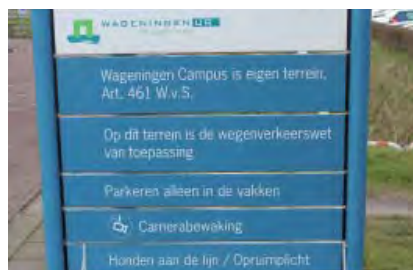 WAGENINGEN UR
Wageningen Campus is eigen terrein,
Art. 461 W.v.S.
Op dit terrein is de wegenverkeerswet
van toepassing
Parkeren alleen in de vakken
Camerabewaking
Honden aan de lijn / Opruimplicht